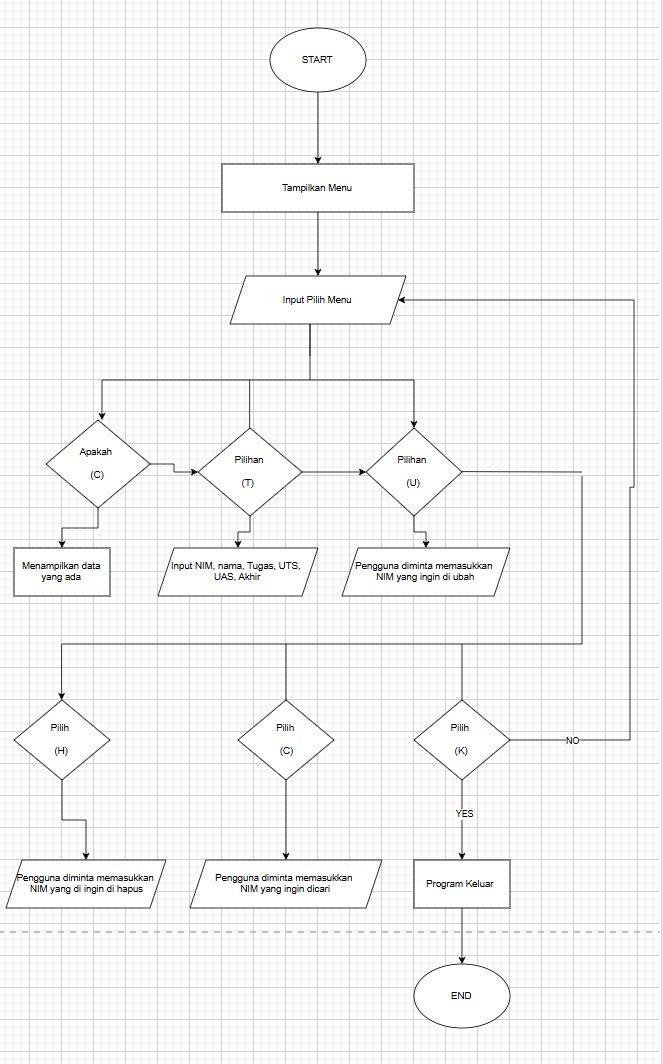 START
Tampilkan Menu
Input Pilih Menu
Apakah
(C)
Pilihan
(T)
Pilihan
(U)
Menampilkan data
yang ada
Input NIM, nama, Tugas, UTS,
UAS, Akhir
Pengguna diminta memasukkan
NIM yang ingin di ubah
Pilih
(H)
Pilih
(C)
Pilih
(K)
NO
YES
Pengguna diminta memasukkan
NIM yang di ingin di hapus
Pengguna diminta memasukkan
NIM yang ingin dicari
Program Keluar
END